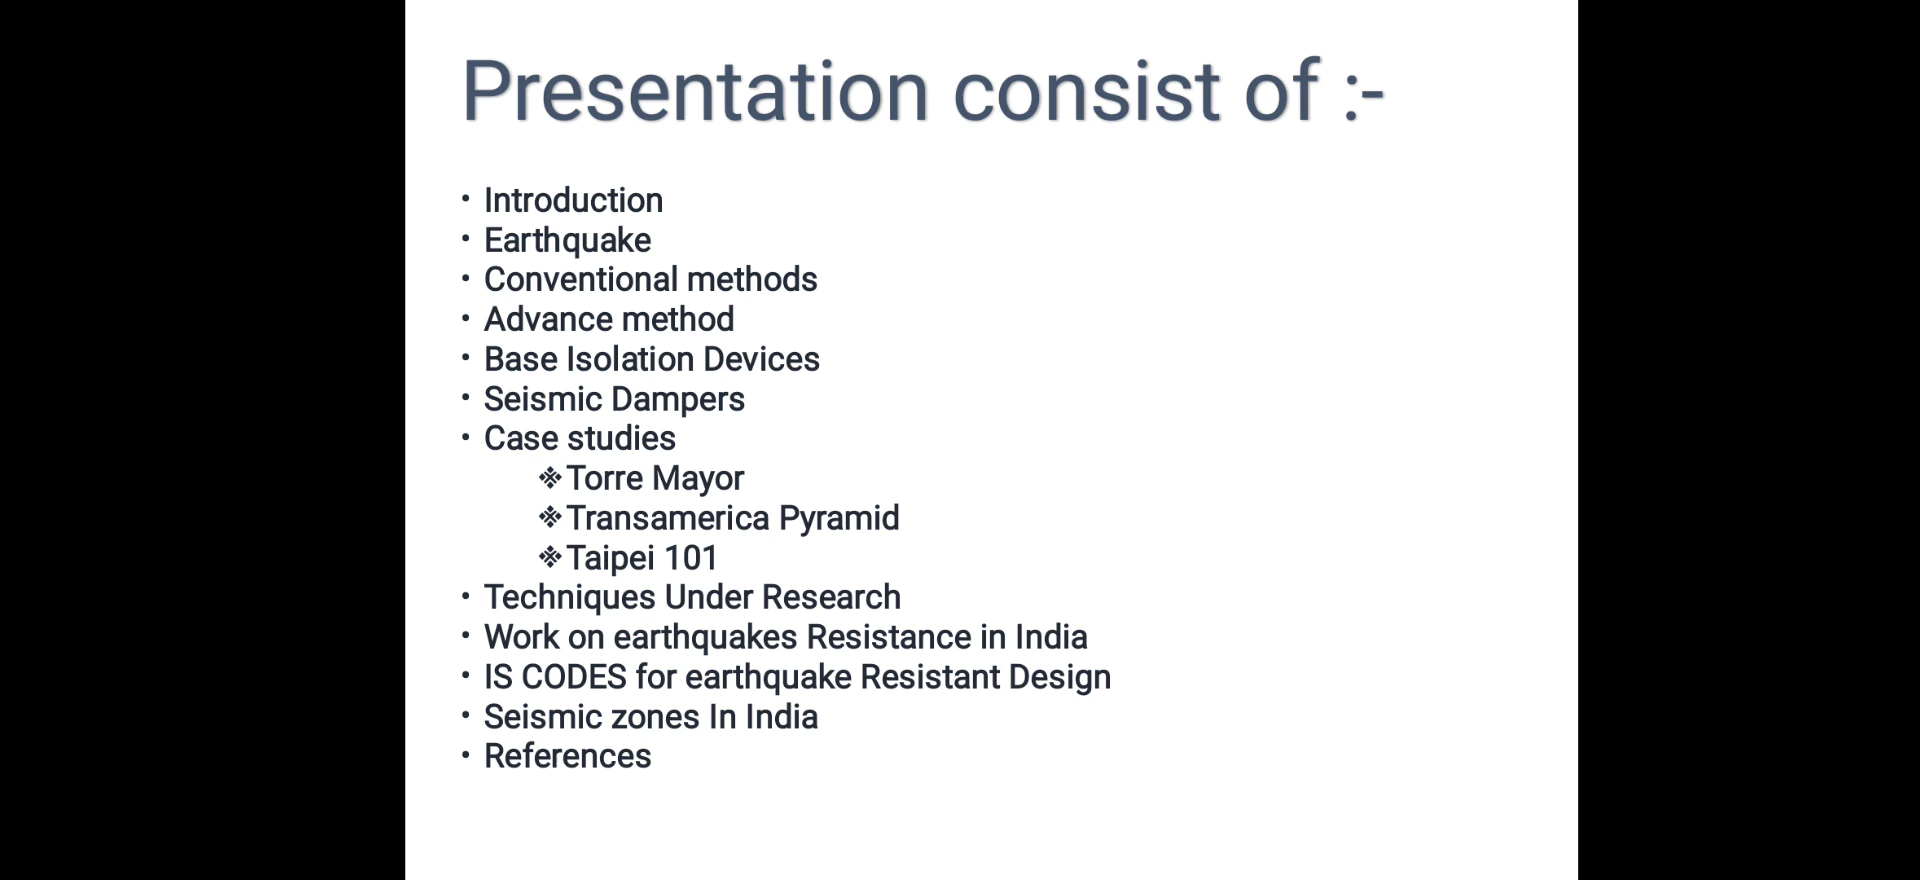 Presentation consist of :-
• Introduction
• Earthquake
• Conventional methods
• Advance method
• Base Isolation Devices
• Seismic Dampers
• Case studies
❖Torre Mayor
❖Transamerica Pyramid
❖Taipei 101
• Techniques Under Research
• Work on earthquakes Resistance in India
• IS CODES for earthquake Resistant Design
• Seismic zones In India
• References